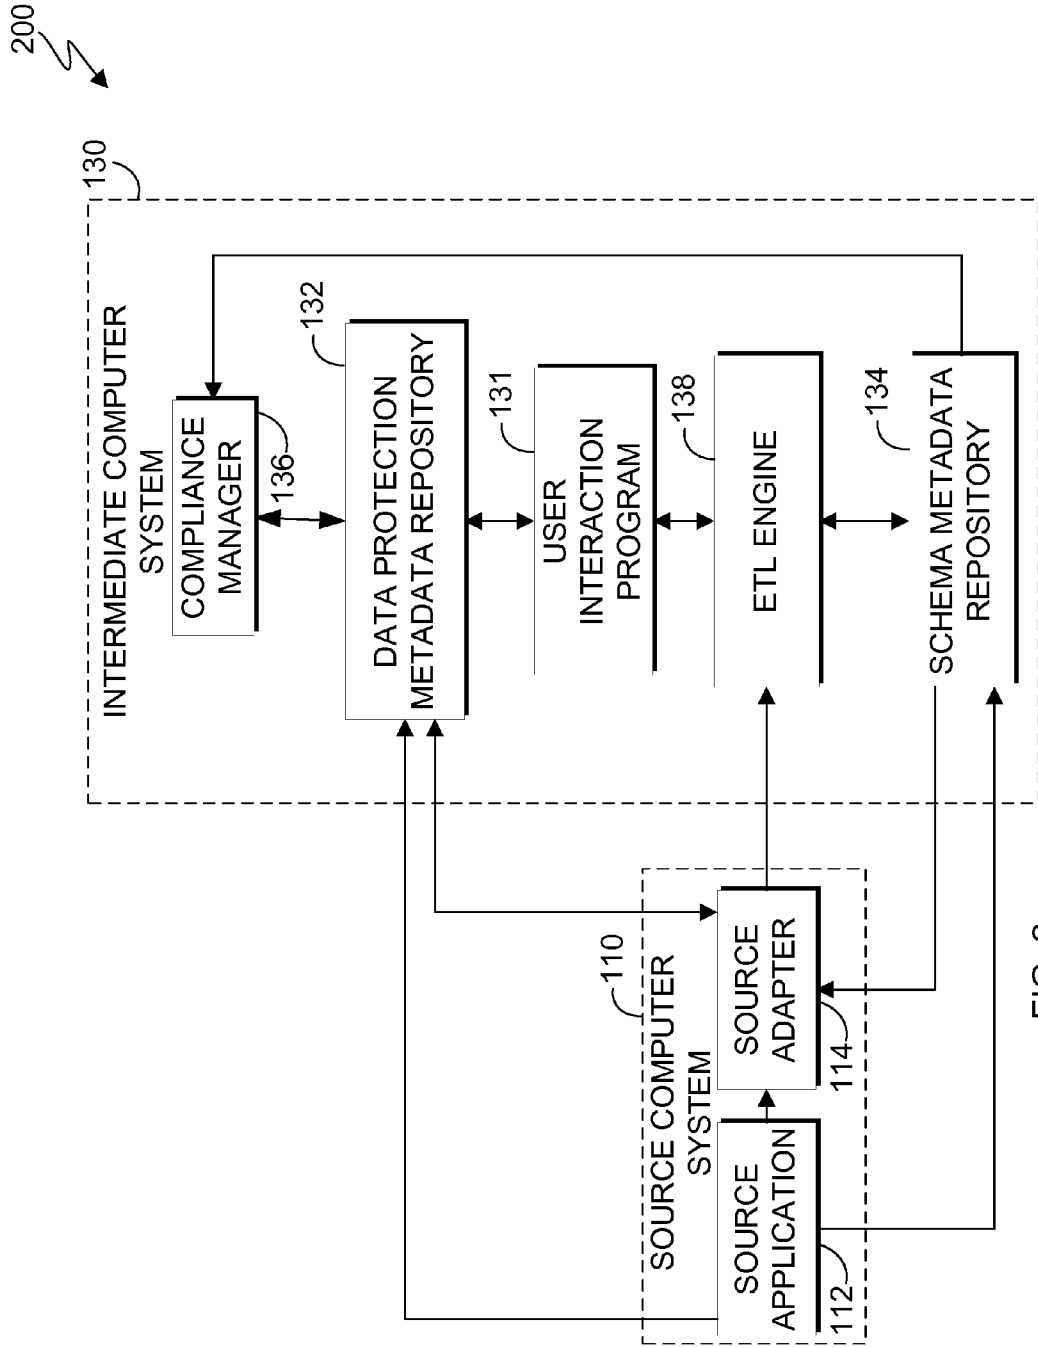 200
130
INTERMEDIATE COMPUTER
SYSTEM
COMPLIANCE
MANAGER
136
132
DATA PROTECTION
METADATA REPOSITORY
131
USER
INTERACTION
PROGRAM
138
ETL ENGINE
134
SCHEMA METADATA
REPOSITORY
110
SOURCE COMPUTER
SYSTEM
SOURCE
ADAPTER
114
SOURCE
APPLICATION
112